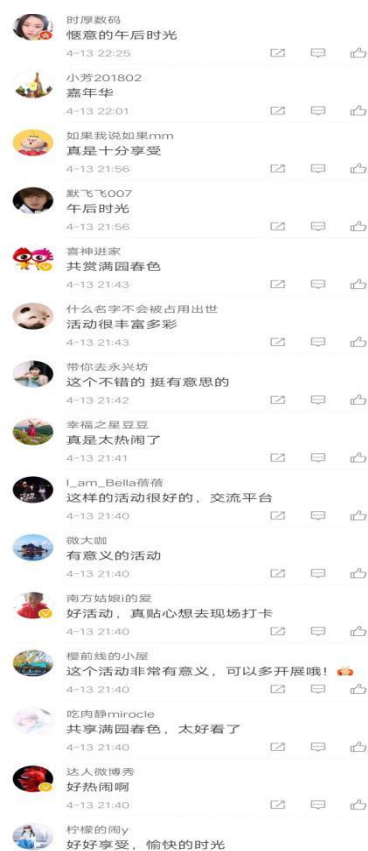 时厚数码
惬意的午后时光
4-13 22:25
小芳201802
嘉年华
4-13 22:01
如果我说如果mm
真是十分享受
4-13 21:56
默飞飞007
午后时光
4-13 21:56
喜神进家
共赏满园春色
4-13 21:43
什么名字不会被占用出世
活动很丰富多彩
4-13 21:43
带你去永兴坊
这个不错的 挺有意思的
4-13 21:42
幸福之星豆豆
真是太热闹了
4-13 21:41
I_am_Bella蓓蓓
这样的活动很好的，交流平台
4-13 21:40
微大咖
有意义的活动
4-13 21:40
南方姑娘i的爱
好活动，真贴心想去现场打卡
4-13 21:40
樱前线的小屋
这个活动非常有意义，可以多开展哦!
4-13 21:40
吃肉静mirocle
共享满园春色，太好看了
4-13 21:40
达人微博秀
好热闹啊
4-13 21:40
柠檬的闹y
好好享受，愉快的时光